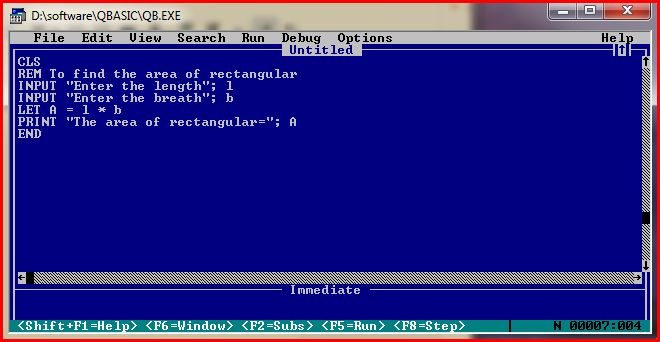 D:\software\QBASIC\QB.EXE
File Edit View Search Run Debug Options Help
Untitled
CLS
REM To find the area of rectangular
INPUT "Enter the length"; l
INPUT "Enter the breath"; b
LET A = l * b
PRINT "The area of rectangular="; A
END
Immediate
<Shift+F1=Help> <F6=Window> <F2=Subs> <F5=Run> <F8=Step> N 00007:004